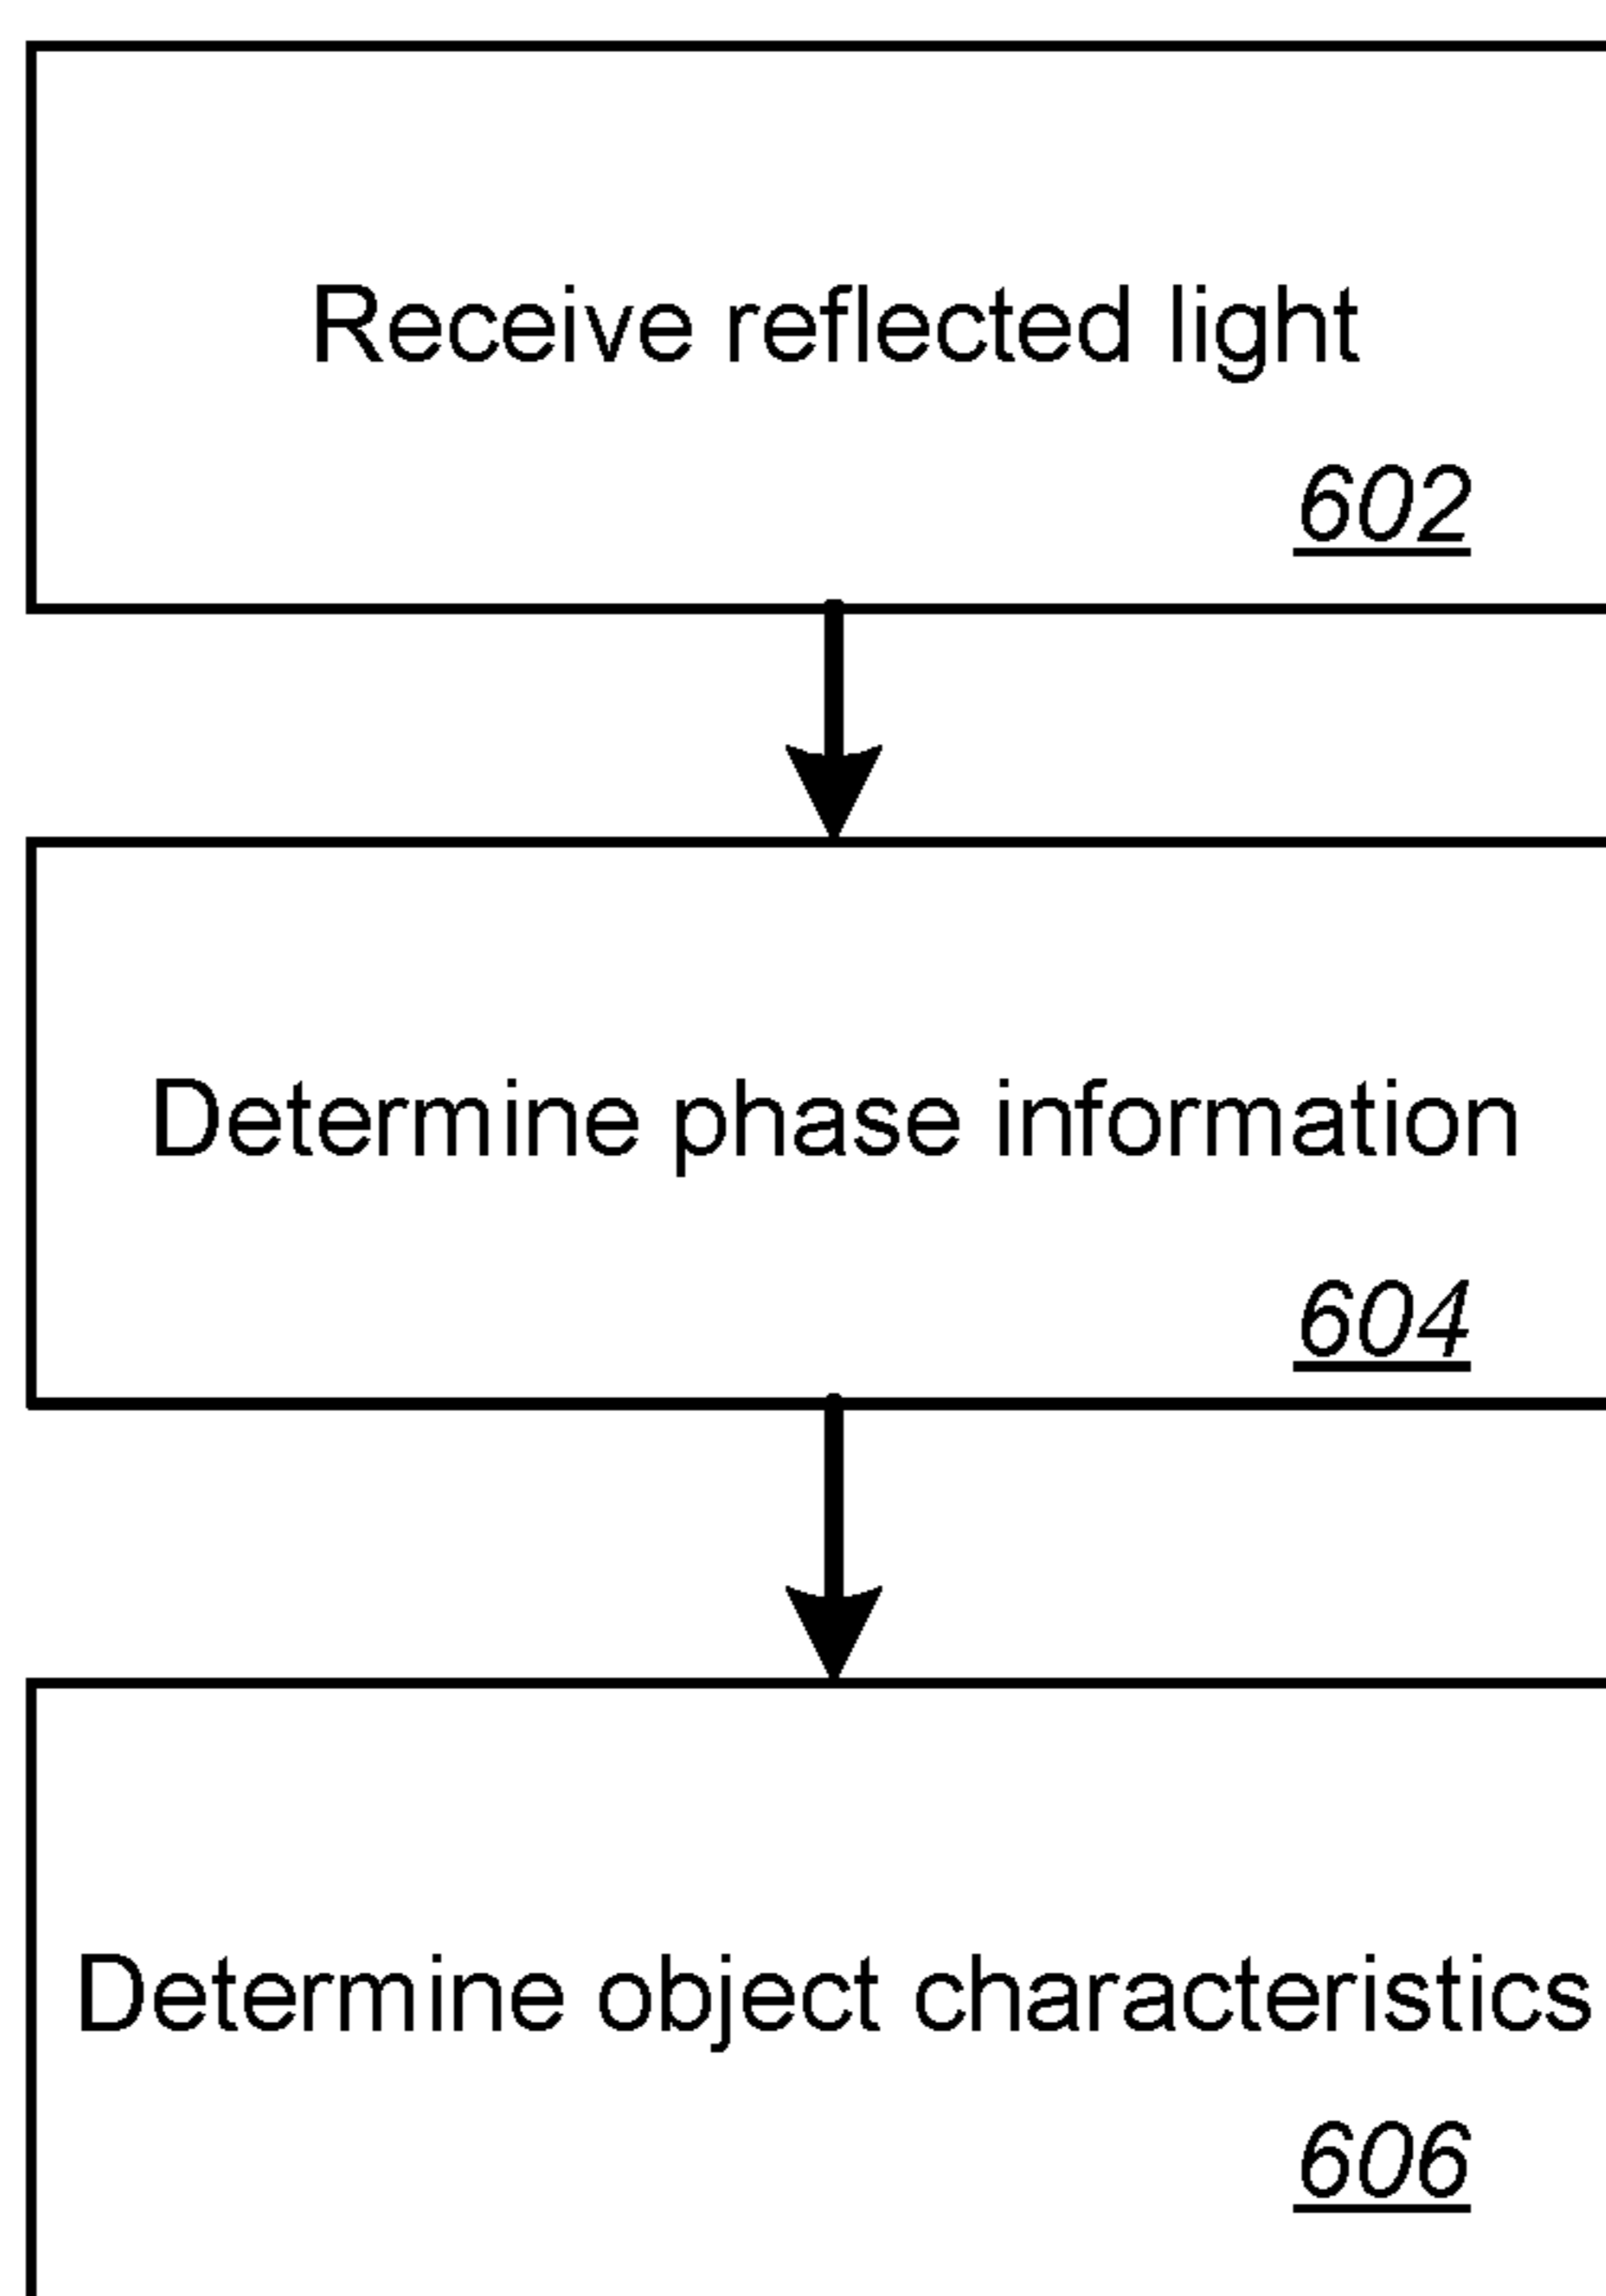 Receive reflected light
602
Determine phase information
604
Determine object characteristics
606